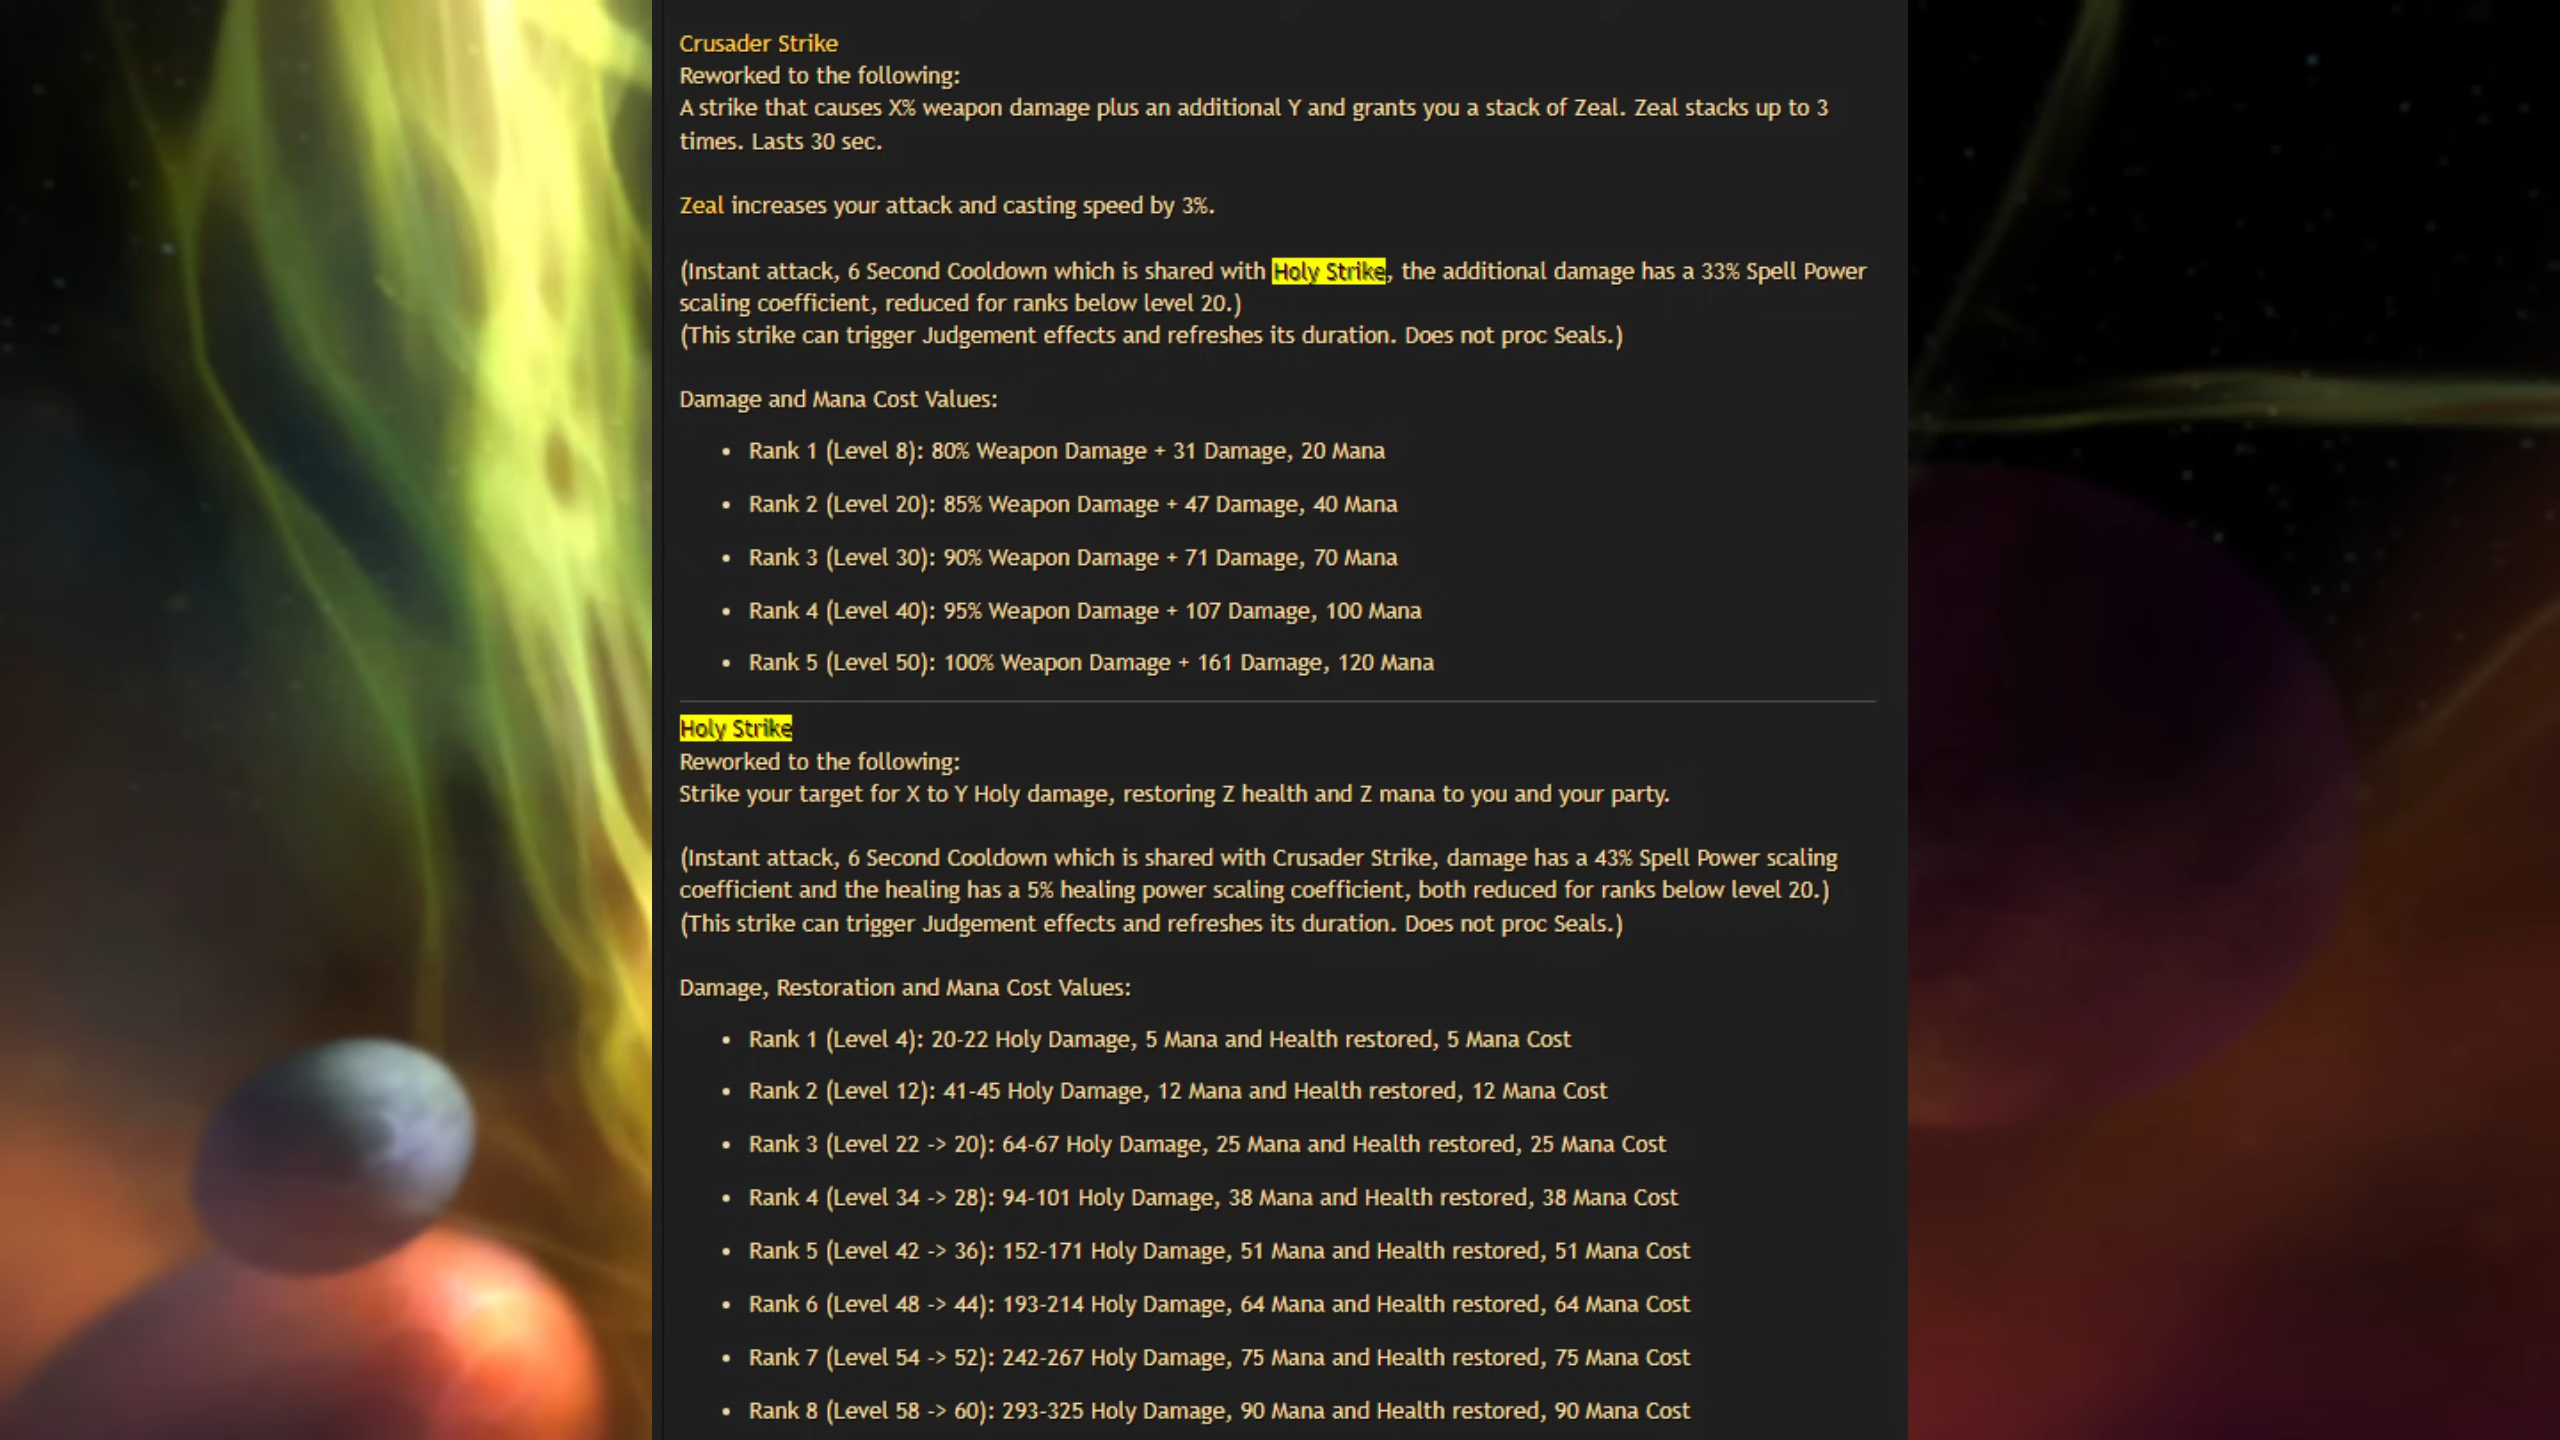 Crusader Strike
Reworked to the following:
A strike that causes X% weapon damage plus an additional Y and grants you a stack of Zeal. Zeal stacks up to 3
times. Lasts 30 sec.
Zeal increases your attack and casting speed by 3%.
(Instant attack, 6 Second Cooldown which is shared with Holy Strike, the additional damage has a 33% Spell Power
scaling coefficient, reduced for ranks below level 20.)
(This strike can trigger Judgement effects and refreshes its duration. Does not proc Seals.)
Damage and Mana Cost Values:
• Rank 1 (Level 8): 80% Weapon Damage + 31 Damage, 20 Mana
• Rank 2 (Level 20): 85% Weapon Damage + 47 Damage, 40 Mana
• Rank 3 (Level 30): 90% Weapon Damage + 71 Damage, 70 Mana
• Rank 4 (Level 40): 95% Weapon Damage + 107 Damage, 100 Mana
• Rank 5 (Level 50): 100% Weapon Damage + 161 Damage, 120 Mana
Holy Strike
Reworked to the following:
Strike your target for X to Y Holy damage, restoring Z health and Z mana to you and your party.
(Instant attack, 6 Second Cooldown which is shared with Crusader Strike, damage has a 43% Spell Power scaling
coefficient and the healing has a 5% healing power scaling coefficient, both reduced for ranks below level 20.)
(This strike can trigger Judgement effects and refreshes its duration. Does not proc Seals.)
Damage, Restoration and Mana Cost Values:
• Rank 1 (Level 4): 20-22 Holy Damage, 5 Mana and Health restored, 5 Mana Cost
• Rank 2 (Level 12): 41-45 Holy Damage, 12 Mana and Health restored, 12 Mana Cost
• Rank 3 (Level 22 -> 20): 64-67 Holy Damage, 25 Mana and Health restored, 25 Mana Cost
• Rank 4 (Level 34 -> 28): 94-101 Holy Damage, 38 Mana and Health restored, 38 Mana Cost
• Rank 5 (Level 42 -> 36): 152-171 Holy Damage, 51 Mana and Health restored, 51 Mana Cost
• Rank 6 (Level 48 -> 44): 193-214 Holy Damage, 64 Mana and Health restored, 64 Mana Cost
• Rank 7 (Level 54 -> 52): 242-267 Holy Damage, 75 Mana and Health restored, 75 Mana Cost
• Rank 8 (Level 58 -> 60): 293-325 Holy Damage, 90 Mana and Health restored, 90 Mana Cost